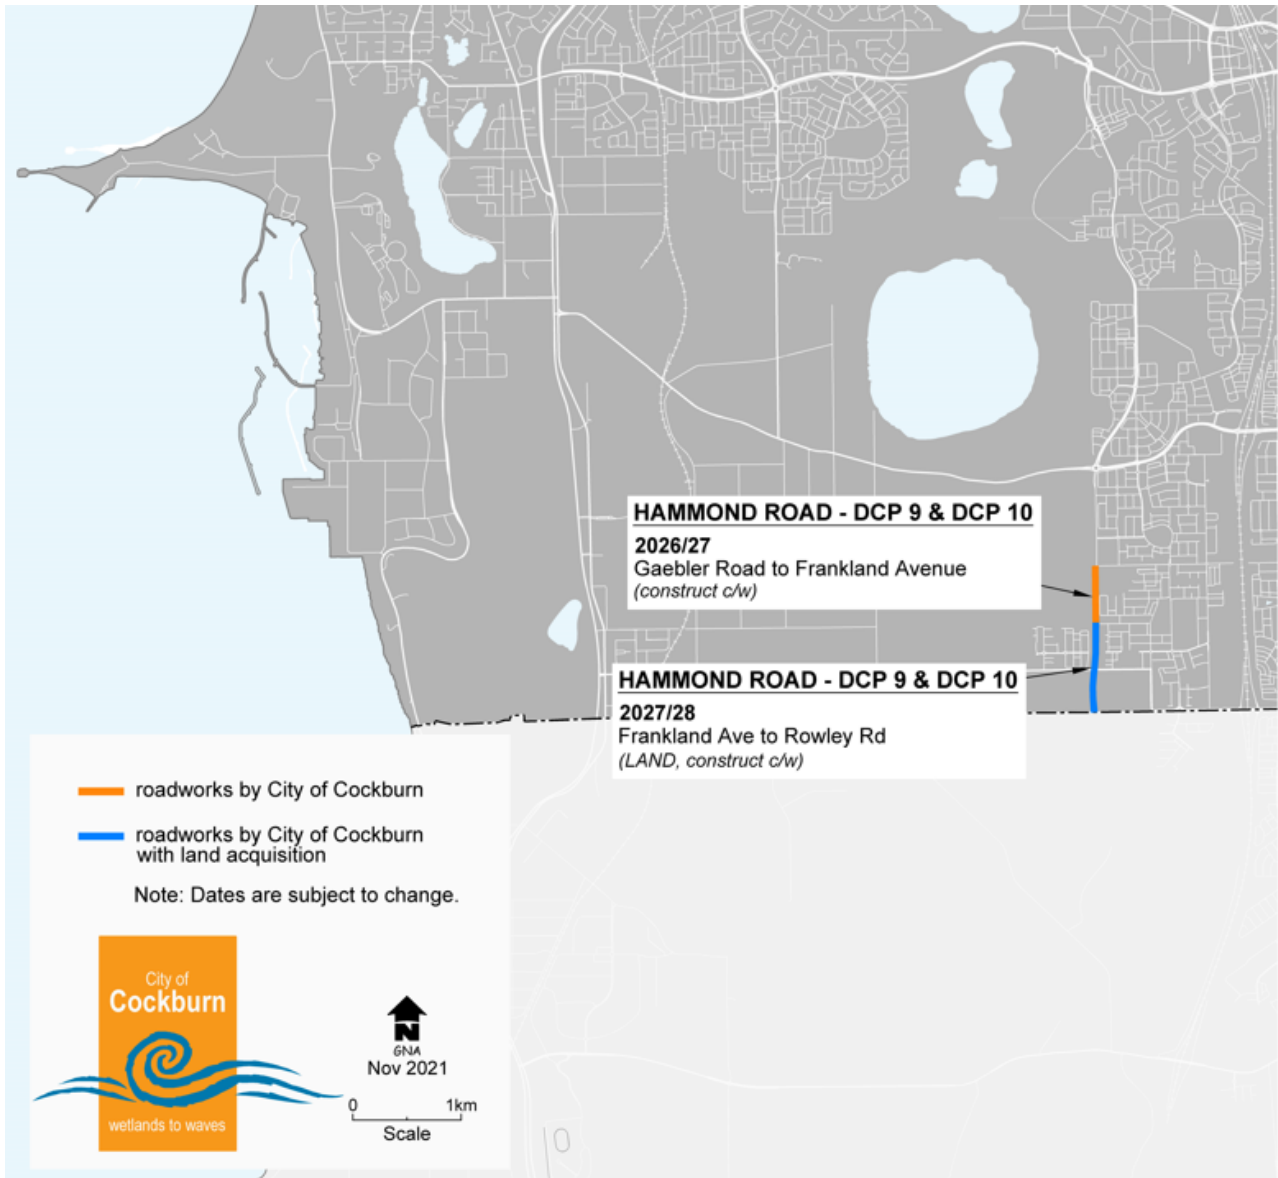 HAMMOND ROAD - DCP 9 & DCP 10
2026/27
Gaebler Road to Frankland Avenue
(construct c/w)
HAMMOND ROAD - DCP 9 & DCP 10
2027/28
Frankland Ave to Rowley Rd
(LAND, construct c/w)
roadworks by City of Cockburn
roadworks by City of Cockburn
with land acquisition
Note: Dates are subject to change.
City of
Cockburn
wetlands to waves
N
GNA
Nov 2021
0 1km
Scale